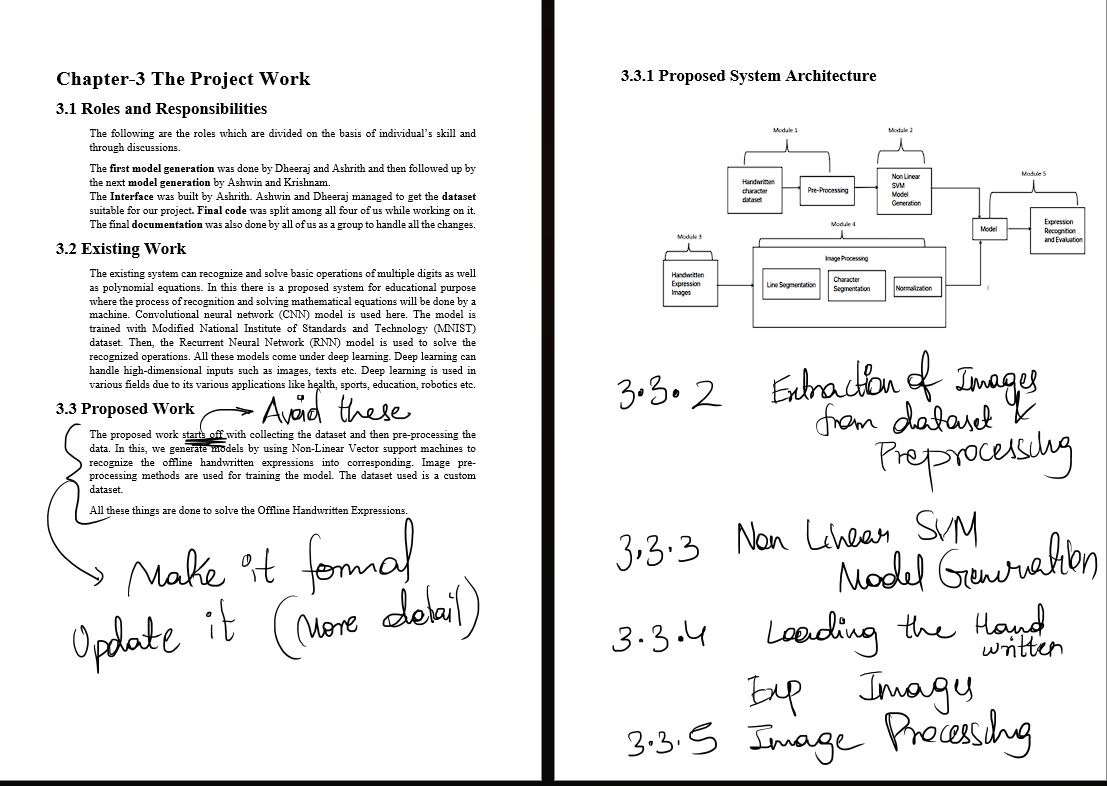 Chapter-3 The Project Work
3.1 Roles and Responsibilities
The following are the roles which are divided on the basis of individual's skill and
through discussions.
The first model generation was done by Dheeraj and Ashrith and then followed up by
the next model generation by Ashwin and Krishnam.
The Interface was built by Ashrith. Ashwin and Dheeraj managed to get the dataset
suitable for our project. Final code was split among all four of us while working on it.
The final documentation was also done by all of us as a group to handle all the changes.
3.2 Existing Work
The existing system can recognize and solve basic operations of multiple digits as well
as polynomial equations. In this there is a proposed system for educational purpose
where the process of recognition and solving mathematical equations will be done by a
machine. Convolutional neural network (CNN) model is used here. The model is
trained with Modified National Institute of Standards and Technology (MNIST)
dataset. Then, the Recurrent Neural Network (RNN) model is used to solve the
recognized operations. All these models come under deep learning. Deep learning can
handle high-dimensional inputs such as images, texts etc. Deep learning is used in
various fields due to its various applications like health, sports, education, robotics etc.
3.3 Proposed Work
Avoid these
The proposed work starts off with collecting the dataset and then pre-processing the
data. In this, we generate models by using Non-Linear Vector support machines to
recognize the offline handwritten expressions into corresponding. Image pre-
processing methods are used for training the model. The dataset used is a custom
dataset.
All these things are done to solve the Offline Handwritten Expressions.
Make it formal
Update it (More detail)
3.3.1 Proposed System Architecture
Module 1
Module 2
Handwritten
character
dataset
Pre-Processing
Non Linear
SVM
Model
Generation
Module 5
Model
Expression
Recognition
and Evaluation
Module 3
Module 4
Handwritten
Expression
Images
Image Processing
Line Segmentation
Character
Segmentation
Normalization
3.3.2 Extraction of Images
from dataset &
Preprocessing
3.3.3 Non Linear SVM
Model Generation
3.3.4 Loading the Hand
written
Exp Images
3.3.5 Image Processing